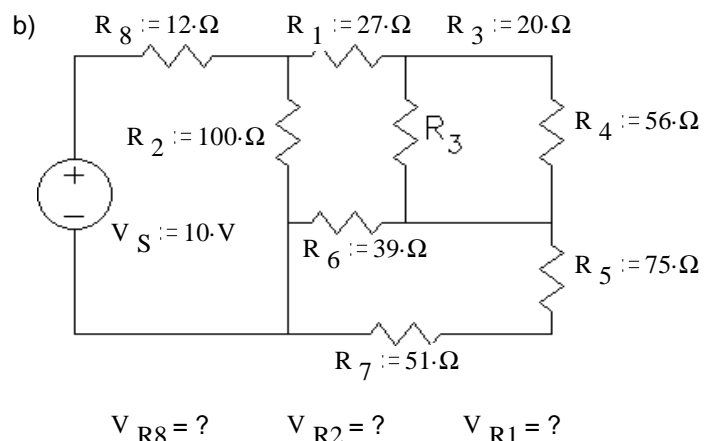 b) R 8 := 12·Ω R 1 := 27·Ω R 3 := 20·Ω
R 2 := 100·Ω R3 R 4 := 56·Ω
+
−
V S := 10·V
R 6 := 39·Ω R 5 := 75·Ω
R 7 := 51·Ω
V R8 = ? V R2 = ? V R1 = ?